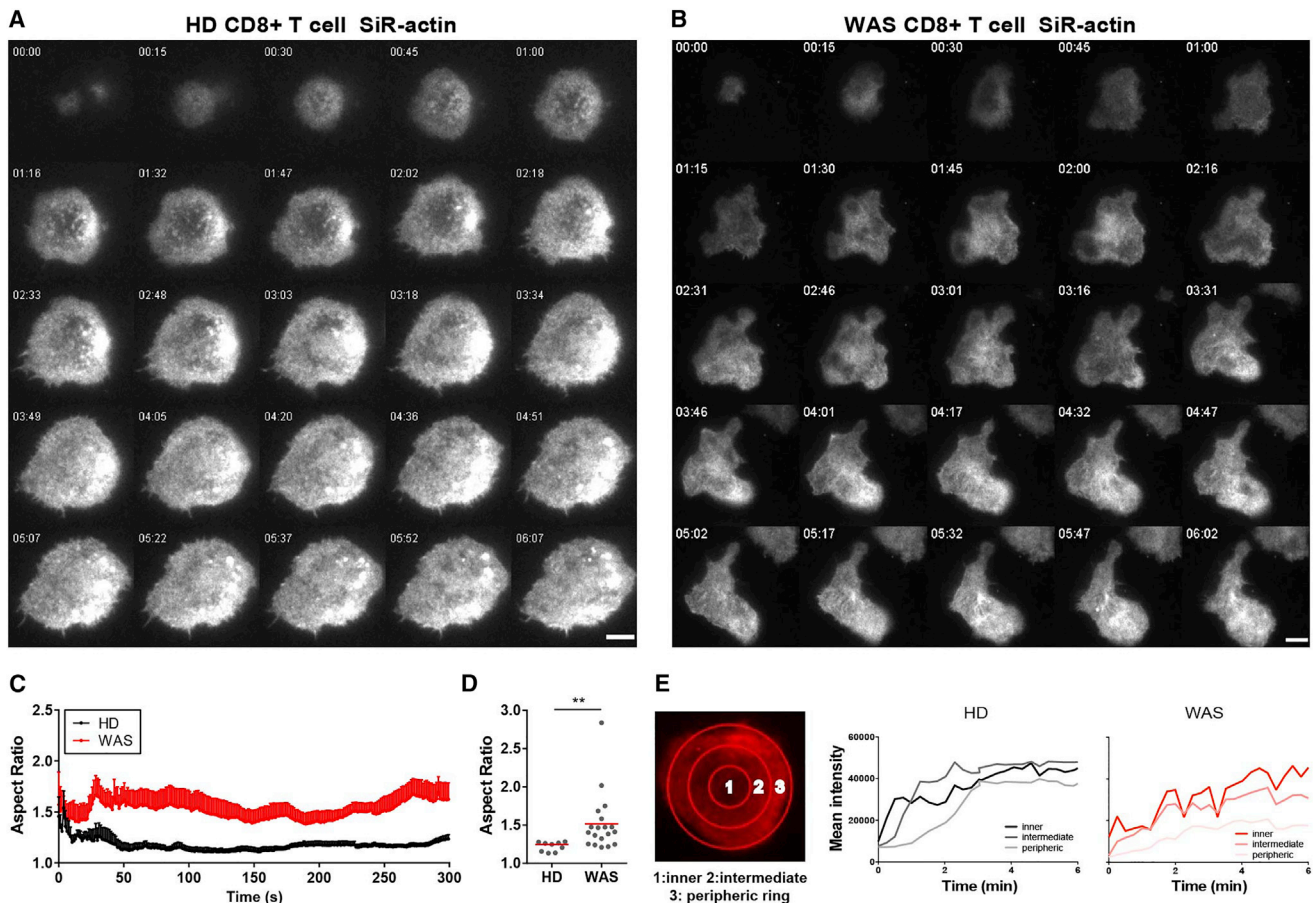 A
HD CD8+ T cell SiR-actin
00:00 00:15 00:30 00:45 01:00
01:16 01:32 01:47 02:02 02:18
02:33 02:48 03:03 03:18 03:34
03:49 04:05 04:20 04:36 04:51
05:07 05:22 05:37 05:52 06:07
B
WAS CD8+ T cell SiR-actin
00:00 00:15 00:30 00:45 01:00
01:15 01:30 01:45 02:00 02:16
02:31 02:46 03:01 03:16 03:31
03:46 04:01 04:17 04:32 04:47
05:02 05:17 05:32 05:47 06:02
C
Aspect Ratio
2.5
2.0
1.5
1.0
HD
WAS
0 50 100 150 200 250 300
Time (s)
D
Aspect Ratio
3.0
2.5
2.0
1.5
1.0
**
HD WAS
E
1 2 3
1:inner 2:intermediate
3: peripheric ring
HD
Mean intensity
60000
40000
20000
0
inner
intermediate
peripheric
0 2 4 6
Time (min)
WAS
inner
intermediate
peripheric
0 2 4 6
Time (min)